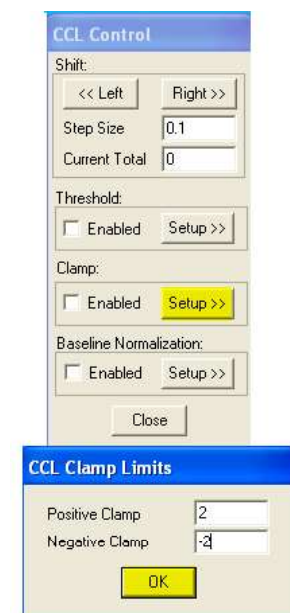 CCL Control
Shift:
<< Left Right >>
Step Size 0.1
Current Total 0
Threshold:
Enabled Setup >>
Clamp:
Enabled Setup >>
Baseline Normalization:
Enabled Setup >>
Close
CCL Clamp Limits
Positive Clamp 2
Negative Clamp -2
OK